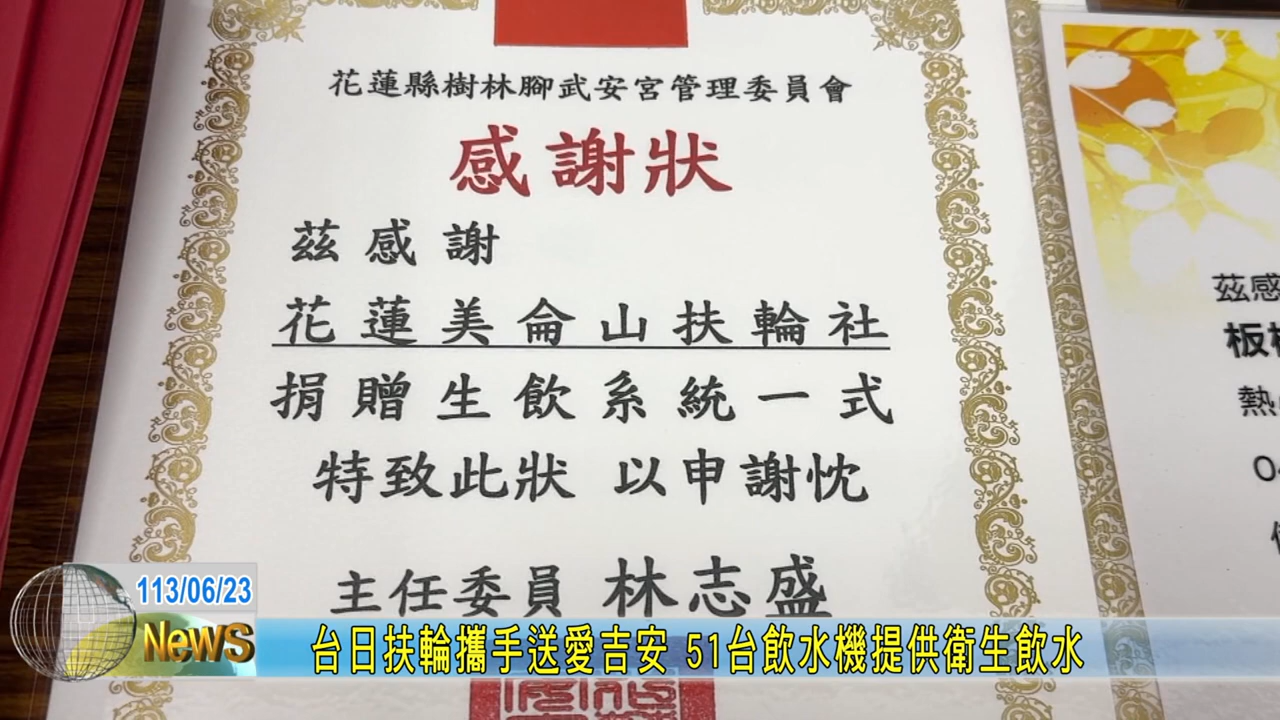 花蓮縣樹林腳武安宮管理委員會
感謝狀
茲感謝
花蓮美崙山扶輪社
捐贈生飲系統一式
特致此狀 以申謝忱
主任委員 林志盛
茲感
熱
113/06/23
NewS
台日扶輪攜手送愛吉安 51台飲水機提供衛生飲水